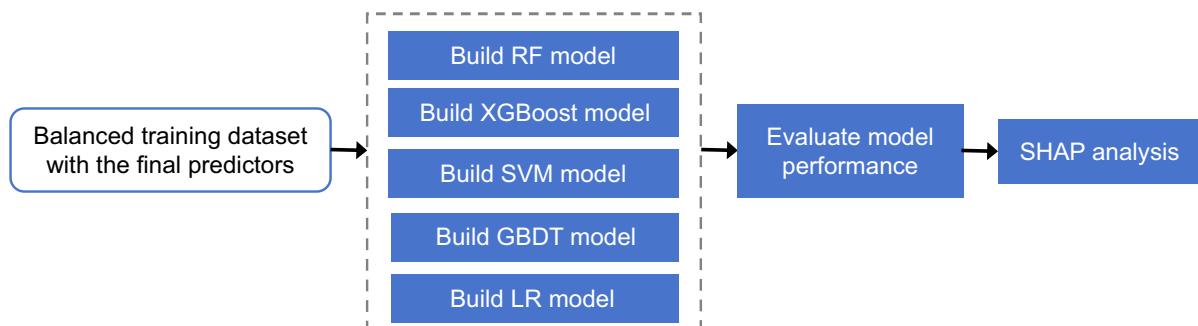 Balanced training dataset
with the final predictors
Build RF model
Build XGBoost model
Build SVM model
Build GBDT model
Build LR model
Evaluate model
performance
SHAP analysis